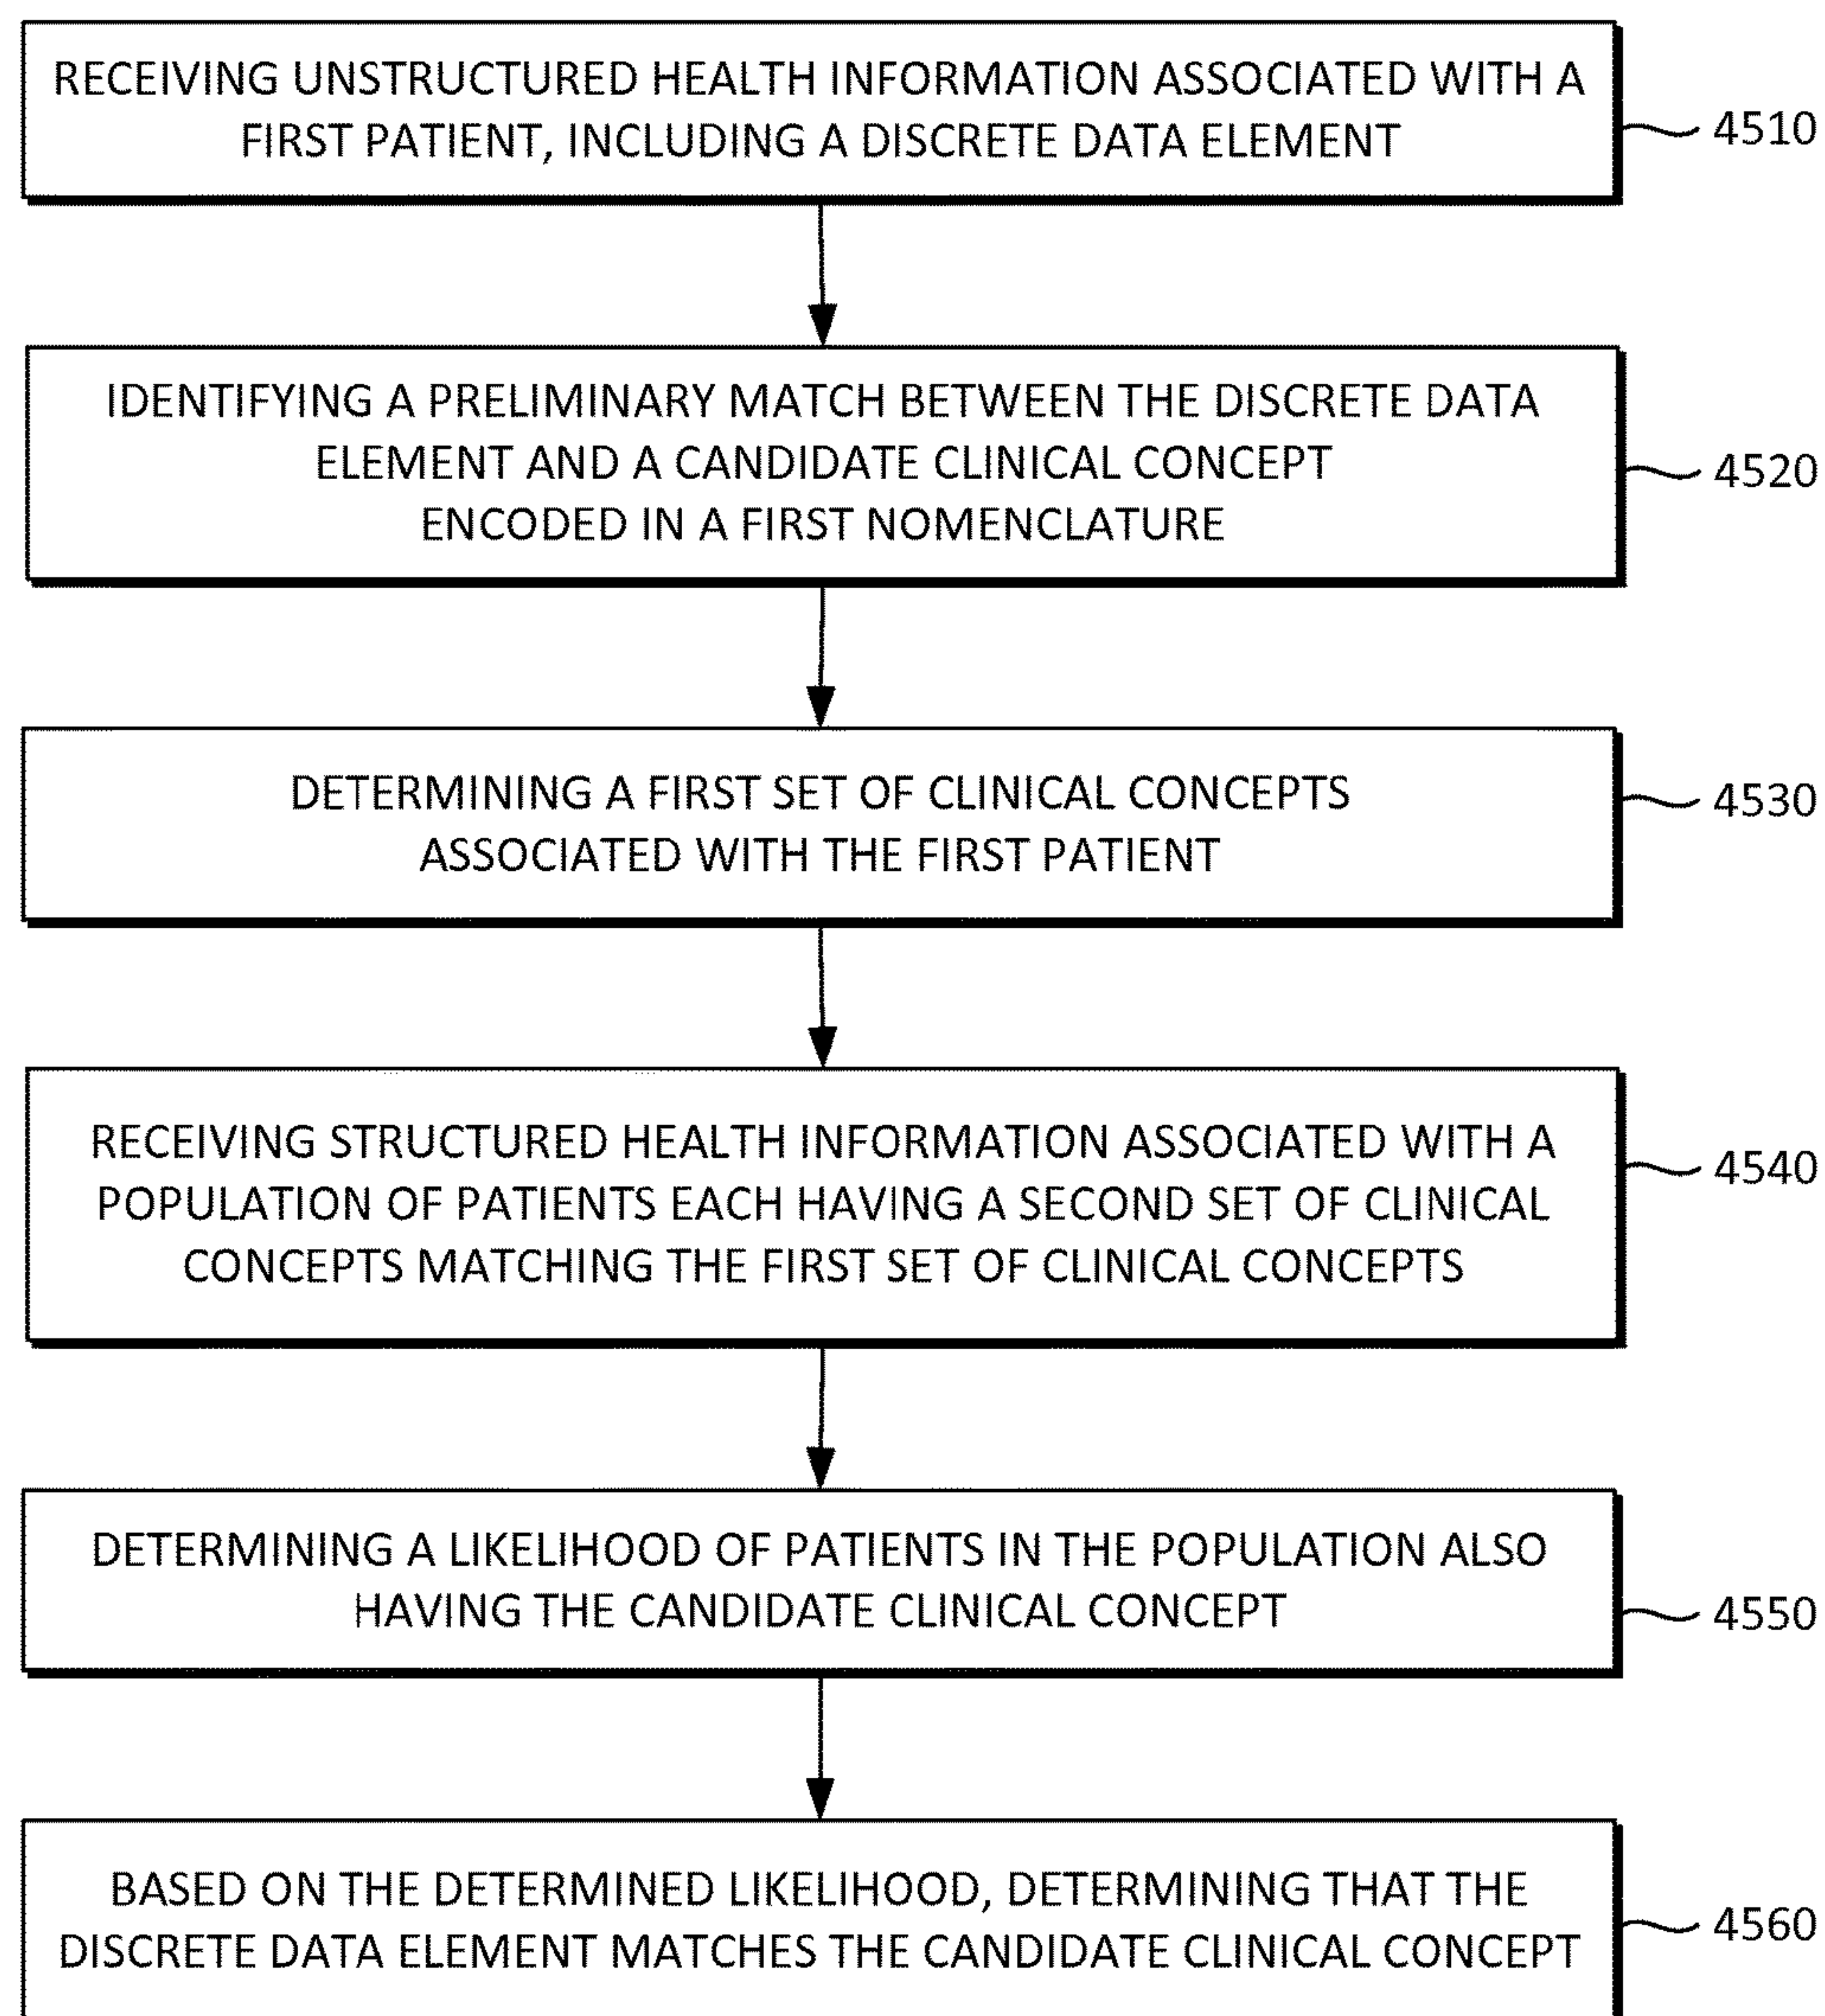 RECEIVING UNSTRUCTURED HEALTH INFORMATION ASSOCIATED WITH A
FIRST PATIENT, INCLUDING A DISCRETE DATA ELEMENT
4510
IDENTIFYING A PRELIMINARY MATCH BETWEEN THE DISCRETE DATA
ELEMENT AND A CANDIDATE CLINICAL CONCEPT
ENCODED IN A FIRST NOMENCLATURE
4520
DETERMINING A FIRST SET OF CLINICAL CONCEPTS
ASSOCIATED WITH THE FIRST PATIENT
4530
RECEIVING STRUCTURED HEALTH INFORMATION ASSOCIATED WITH A
POPULATION OF PATIENTS EACH HAVING A SECOND SET OF CLINICAL
CONCEPTS MATCHING THE FIRST SET OF CLINICAL CONCEPTS
4540
DETERMINING A LIKELIHOOD OF PATIENTS IN THE POPULATION ALSO
HAVING THE CANDIDATE CLINICAL CONCEPT
4550
BASED ON THE DETERMINED LIKELIHOOD, DETERMINING THAT THE
DISCRETE DATA ELEMENT MATCHES THE CANDIDATE CLINICAL CONCEPT
4560